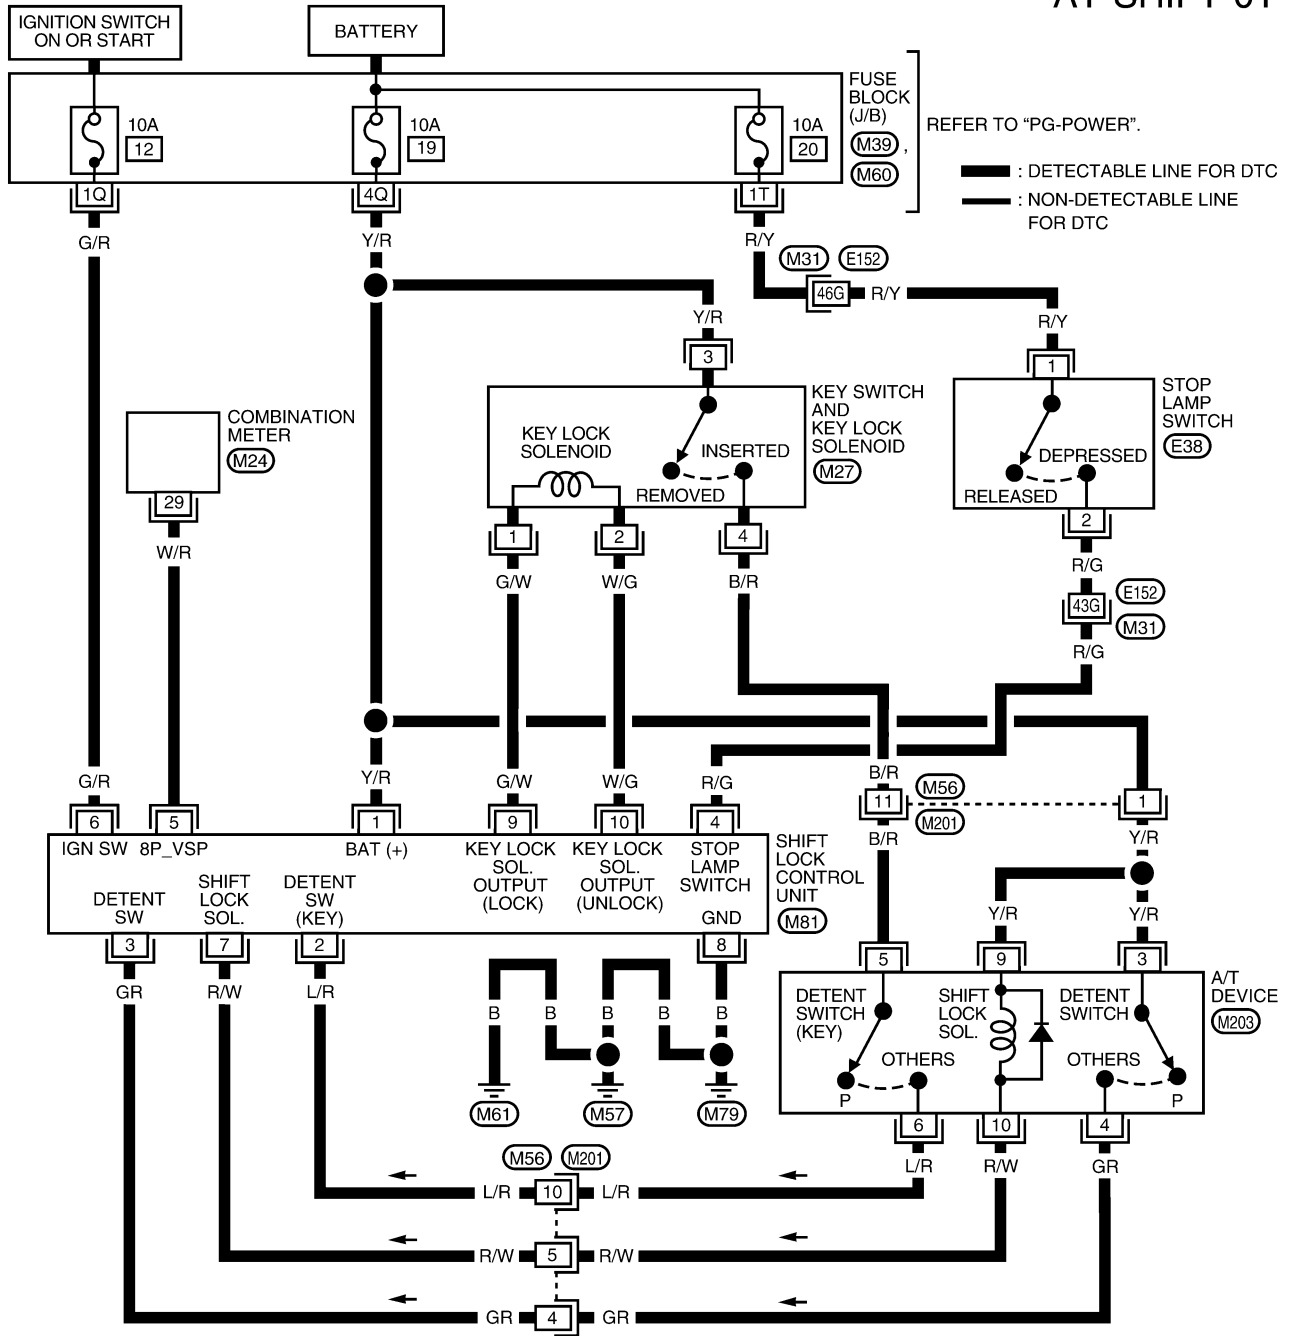 AT-SHIFT-01
IGNITION SWITCH
ON OR START
BATTERY
10A
12
10A
19
10A
20
FUSE
BLOCK
(J/B)
M39 ,
M60
REFER TO “PG-POWER”.
: DETECTABLE LINE FOR DTC
: NON-DETECTABLE LINE
FOR DTC
1Q
4Q
1T
G/R
Y/R
R/Y
M31
E152
46G
R/Y
Y/R
R/Y
3
1
COMBINATION
METER
M24
29
W/R
KEY LOCK
SOLENOID
INSERTED
REMOVED
KEY SWITCH
AND
KEY LOCK
SOLENOID
M27
DEPRESSED
RELEASED
STOP
LAMP
SWITCH
E38
1
2
4
2
G/W
W/G
B/R
R/G
43G
E152
M31
R/G
G/R
Y/R
G/W
W/G
R/G
B/R
6
5
1
9
10
4
11
M56
M201
1
B/R
Y/R
IGN SW
8P_VSP
BAT (+)
KEY LOCK
SOL.
OUTPUT
(LOCK)
KEY LOCK
SOL.
OUTPUT
(UNLOCK)
STOP
LAMP
SWITCH
DETENT
SW
SHIFT
LOCK
SOL.
DETENT
SW
(KEY)
GND
SHIFT
LOCK
CONTROL
UNIT
M81
3
7
2
8
GR
R/W
L/R
B
B
B
B
B
M61
M57
M79
Y/R
Y/R
5
9
3
DETENT
SWITCH
(KEY)
SHIFT
LOCK
SOL.
DETENT
SWITCH
OTHERS
OTHERS
P
P
A/T
DEVICE
M203
6
10
4
L/R
R/W
GR
M56
M201
L/R
10
L/R
R/W
5
R/W
GR
4
GR